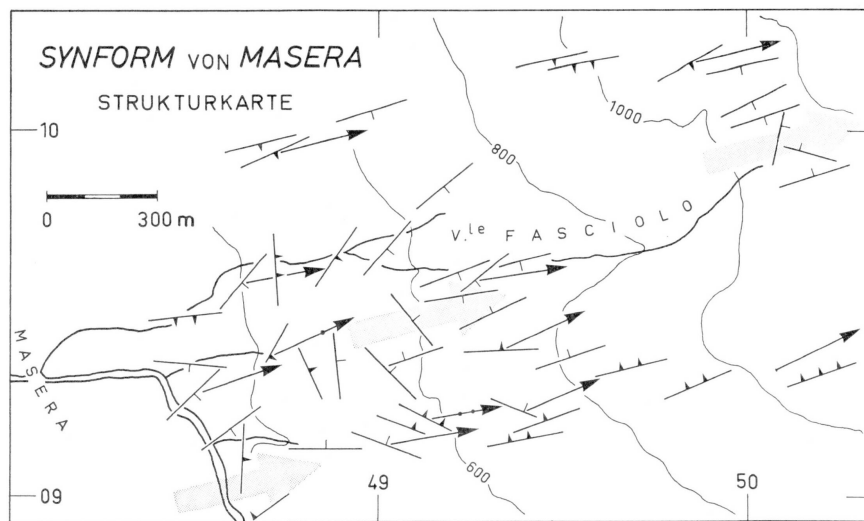 SYNFORM VON MASERA
STRUKTURKARTE
10
1000
800
0 300 m
V.le FASCIOLO
MASERA
600
49
50
09